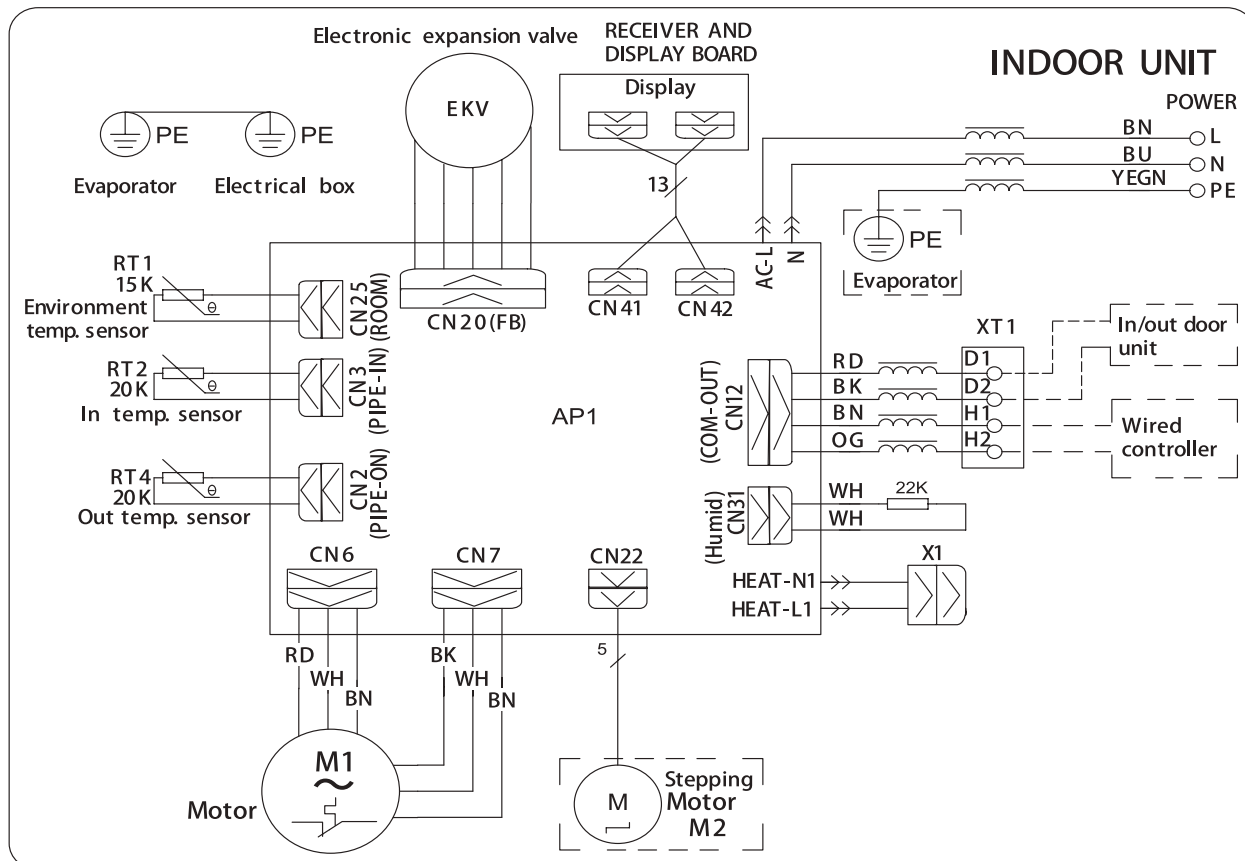 INDOOR UNIT
Electronic expansion valve
EKV
RECEIVER AND
DISPLAY BOARD
Display
POWER
BN
L
BU
N
YEGN
PE
PE
PE
Evaporator
Electrical box
13
AC-L
N
PE
Evaporator
RT1
15K
Environment
temp. sensor
CN25
(ROOM)
CN20(FB)
CN41
CN42
XT1
In/out door
unit
RT2
20K
In temp. sensor
θ
θ
θ
CN3
(PIPE-IN)
AP1
(COM-OUT)
CN12
RD
D1
BK
D2
BN
H1
OG
H2
Wired
controller
RT4
20K
Out temp. sensor
CN2
(PIPE-ON)
(Humid)
CN31
WH
22K
WH
CN6
CN7
CN22
HEAT-N1
HEAT-L1
X1
RD
WH
BN
BK
WH
BN
5
M1
Motor
M
Stepping
Motor
M2